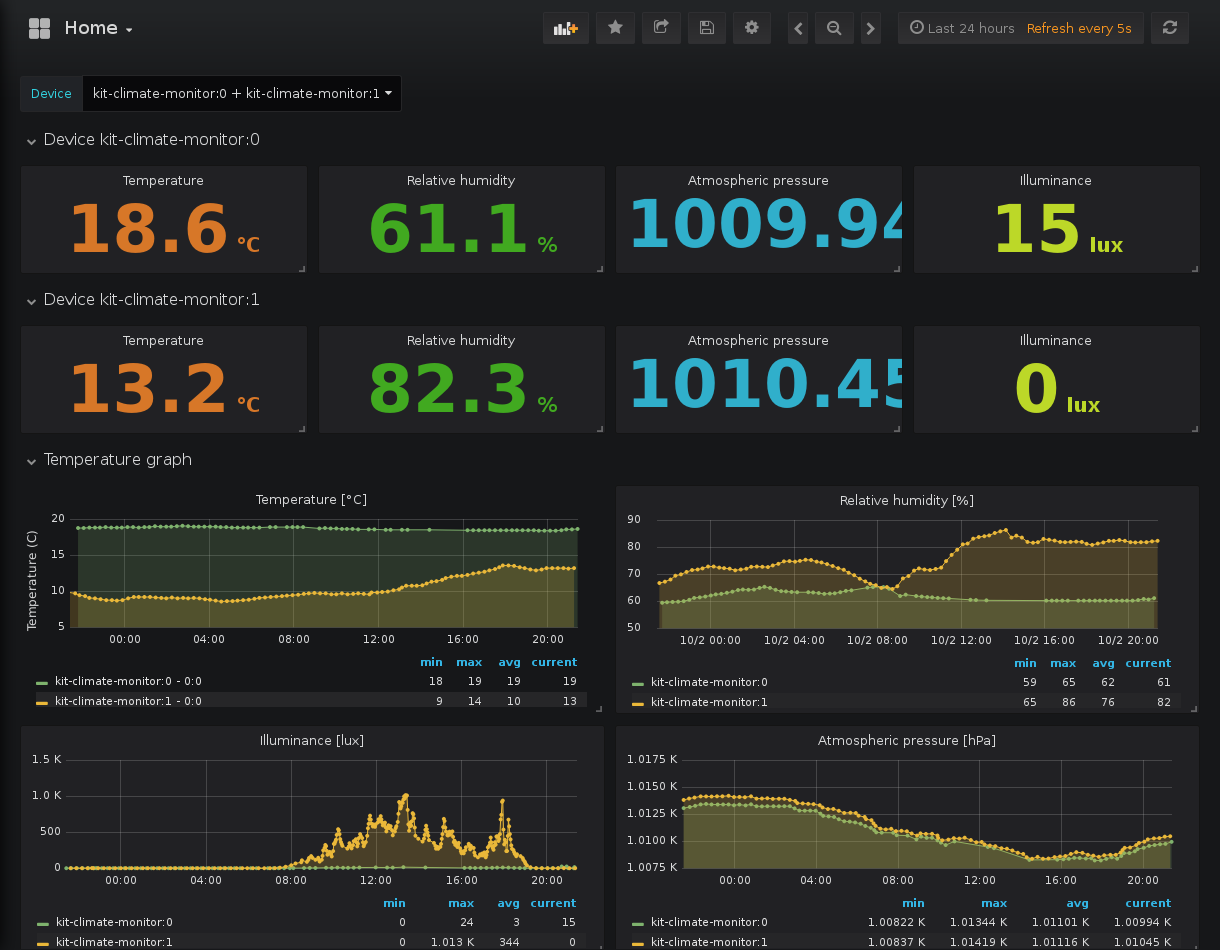 Home
Last 24 hours Refresh every 5s
Device kit-climate-monitor:0 + kit-climate-monitor:1
Device kit-climate-monitor:0
Temperature Relative humidity Atmospheric pressure Illuminance
18.6 °C 61.1 % 1009.94 15 lux
Device kit-climate-monitor:1
Temperature Relative humidity Atmospheric pressure Illuminance
13.2 °C 82.3 % 1010.45 0 lux
Temperature graph
Temperature [°C]
Temperature (C)
20
15
10
5
00:00 04:00 08:00 12:00 16:00 20:00
min max avg current
kit-climate-monitor:0 - 0:0 18 19 19 19
kit-climate-monitor:1 - 0:0 9 14 10 13
Relative humidity [%]
90
80
70
60
50
10/2 00:00 10/2 04:00 10/2 08:00 10/2 12:00 10/2 16:00 10/2 20:00
min max avg current
kit-climate-monitor:0 59 65 62 61
kit-climate-monitor:1 65 86 76 82
Illuminance [lux]
1.5 K
1.0 K
500
0
00:00 04:00 08:00 12:00 16:00 20:00
min max avg current
kit-climate-monitor:0 0 24 3 15
kit-climate-monitor:1 0 1.013 K 344 0
Atmospheric pressure [hPa]
1.0175 K
1.0150 K
1.0125 K
1.0100 K
1.0075 K
00:00 04:00 08:00 12:00 16:00 20:00
min max avg current
kit-climate-monitor:0 1.00822 K 1.01344 K 1.01101 K 1.00994 K
kit-climate-monitor:1 1.00837 K 1.01419 K 1.01116 K 1.01045 K